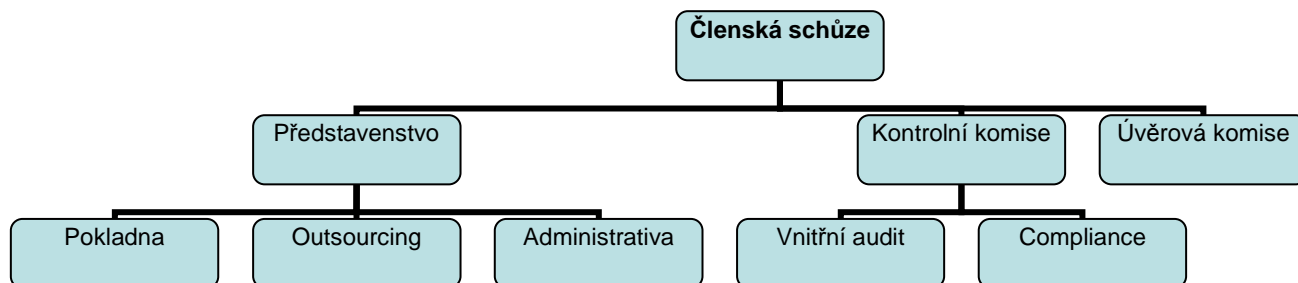 Členská schůze
Představenstvo
Kontrolní komise
Úvěrová komise
Pokladna
Outsourcing
Administrativa
Vnitřní audit
Compliance